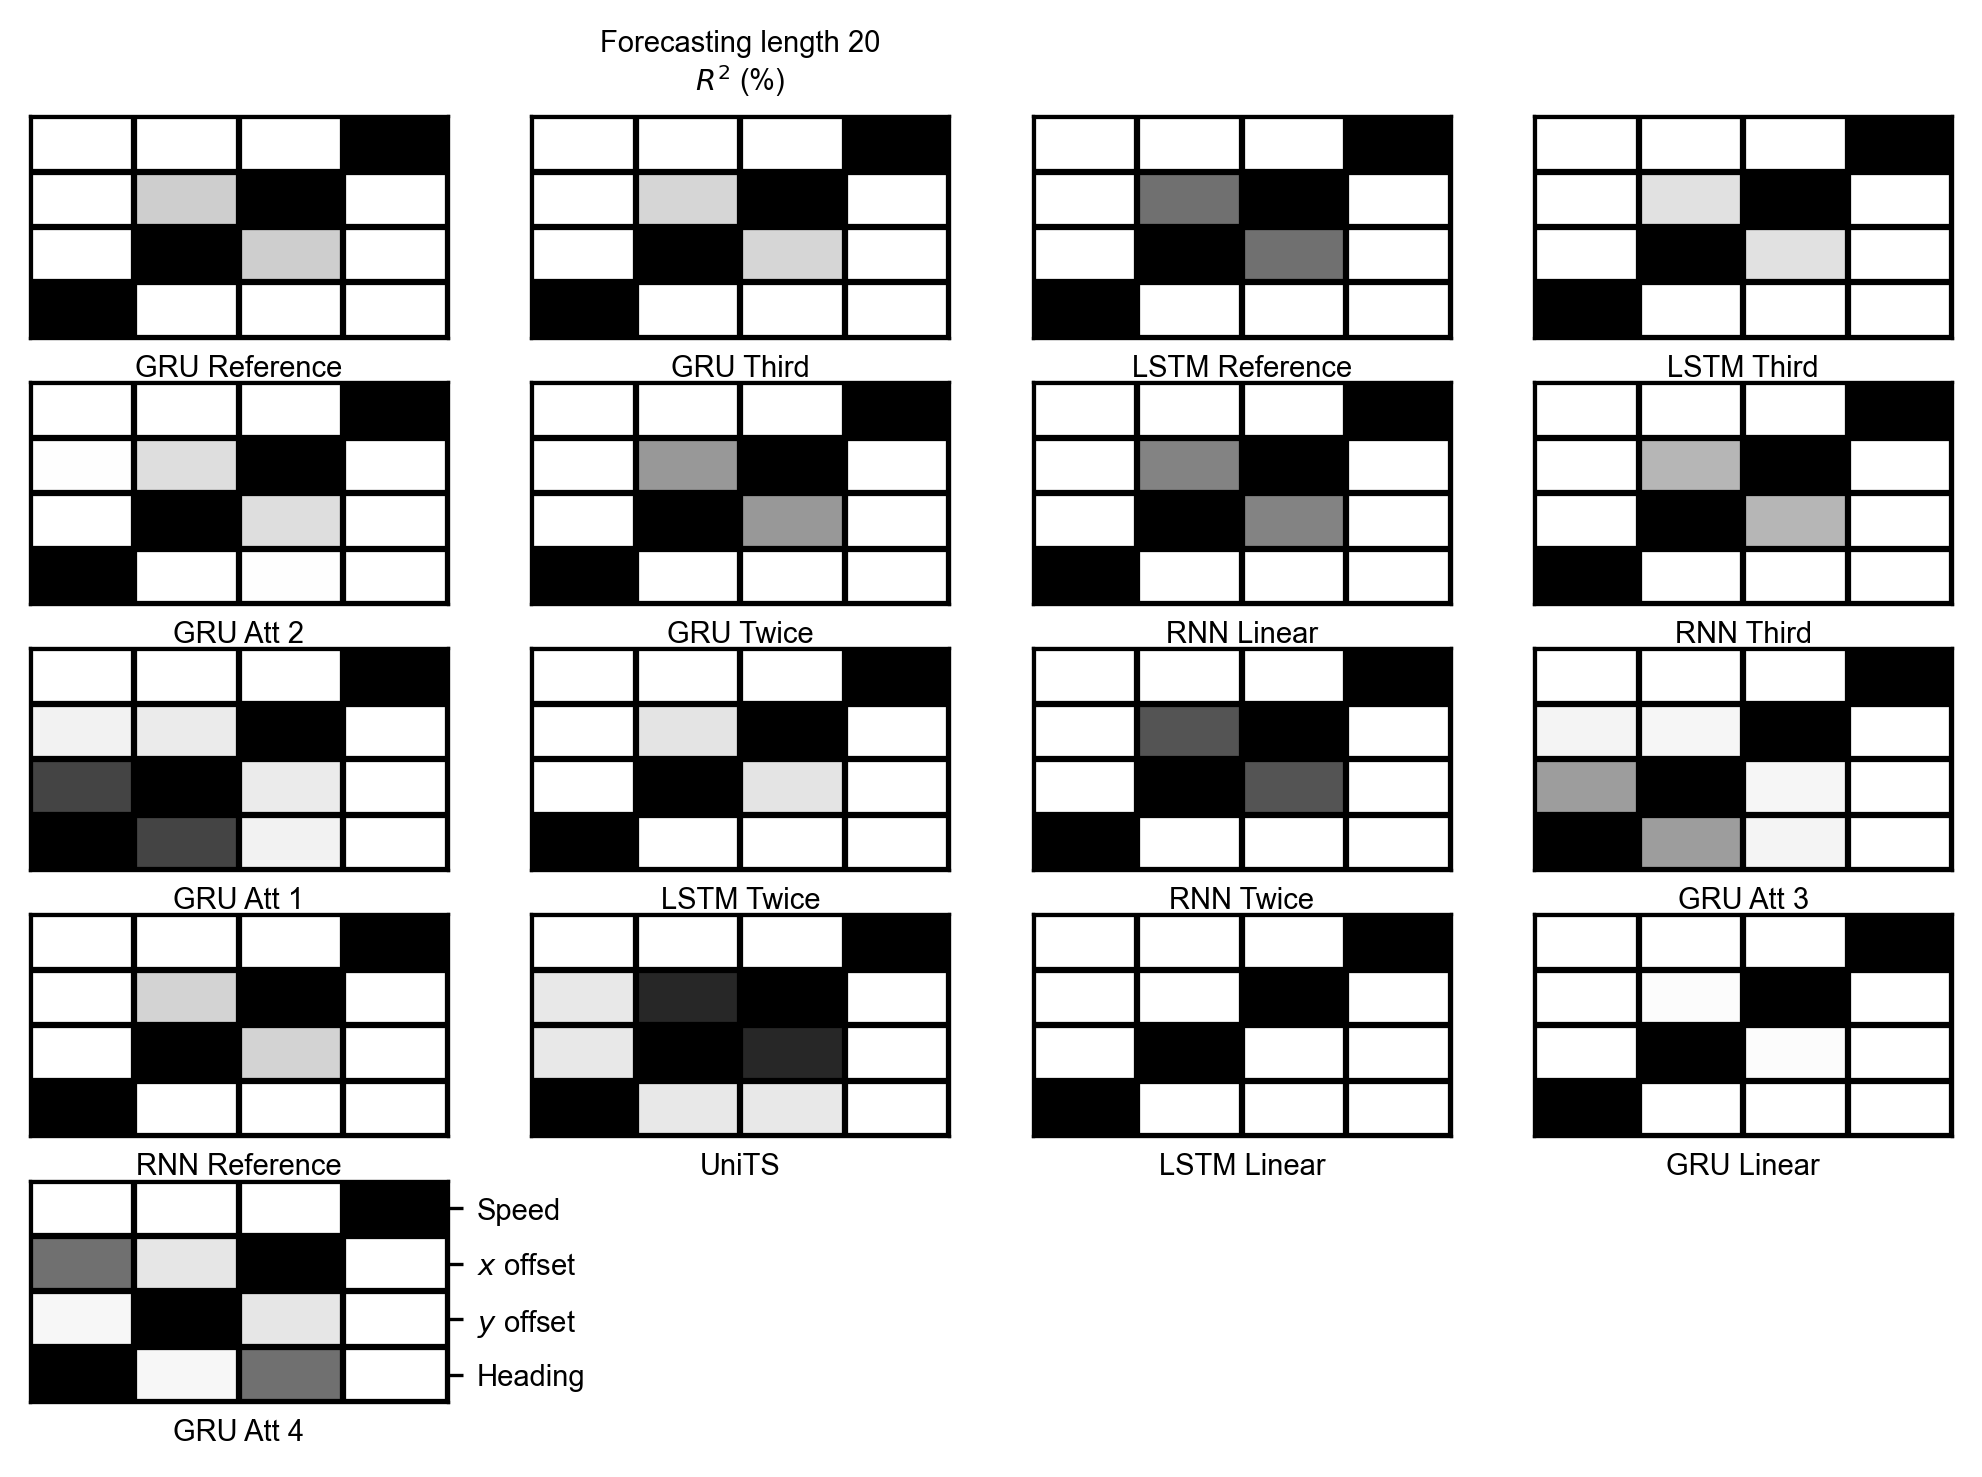 Forecasting length 20
R² (%)
GRU Reference
GRU Third
LSTM Reference
LSTM Third
GRU Att 2
GRU Twice
RNN Linear
RNN Third
GRU Att 1
LSTM Twice
RNN Twice
GRU Att 3
RNN Reference
UniTS
LSTM Linear
GRU Linear
Speed
x offset
y offset
Heading
GRU Att 4